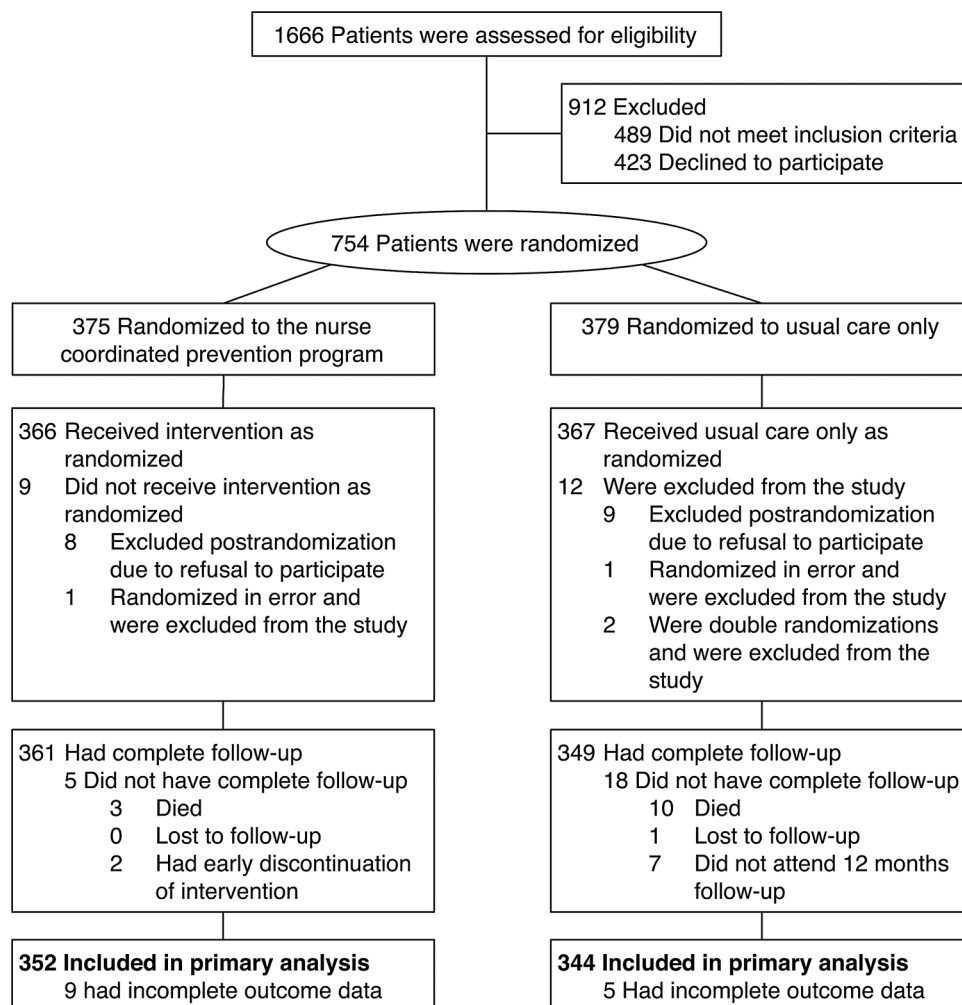 1666 Patients were assessed for eligibility
912 Excluded
489 Did not meet inclusion criteria
423 Declined to participate
754 Patients were randomized
375 Randomized to the nurse
coordinated prevention program
379 Randomized to usual care only
366 Received intervention as
randomized
9 Did not receive intervention as
randomized
8 Excluded postrandomization
due to refusal to participate
1 Randomized in error and
were excluded from the study
367 Received usual care only as
randomized
12 Were excluded from the study
9 Excluded postrandomization
due to refusal to participate
1 Randomized in error and
were excluded from the study
2 Were double randomizations
and were excluded from the
study
361 Had complete follow-up
5 Did not have complete follow-up
3 Died
0 Lost to follow-up
2 Had early discontinuation
of intervention
349 Had complete follow-up
18 Did not have complete follow-up
10 Died
1 Lost to follow-up
7 Did not attend 12 months
follow-up
352 Included in primary analysis
9 had incomplete outcome data
344 Included in primary analysis
5 Had incomplete outcome data